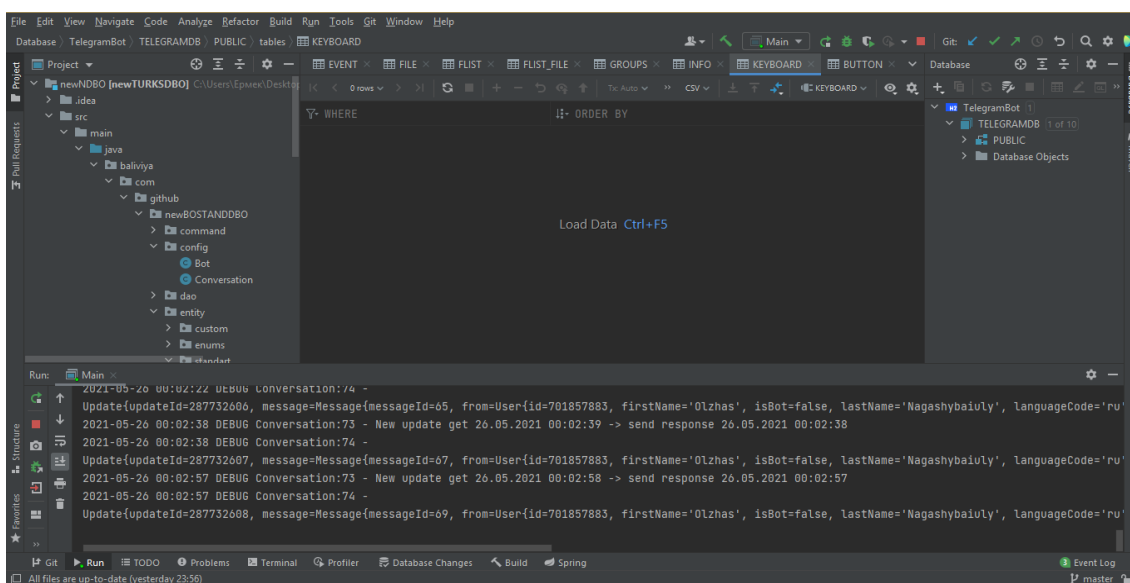 File Edit View Navigate Code Analyze Refactor Build Run Tools Git Window Help
Database TelegramBot TELEGRAMDB PUBLIC tables KEYBOARD Main Git:
Project EVENT FILE FLIST FLIST_FILE GROUPS INFO KEYBOARD BUTTON Database
newNDBO [newTURKSDBO] C:\Users\Ермек\Deskto 0 rows Tx: Auto CSV KEYBOARD
.idea WHERE ORDER BY TelegramBot 1
src TELEGRAMDB 1 of 10
main PUBLIC
java Database Objects
baliviya
com
github
newBOSTANDDBO
command
config
Bot
Conversation
dao
entity
custom
enums
standart
Load Data Ctrl+F5
Project
Pull Requests
Structure
Favorites
Run: Main
2021-05-26 00:02:22 DEBUG Conversation:74 -
Update{updateId=287732606, message=Message{messageId=65, from=User{id=701857883, firstName='Olzhas', isBot=false, lastName='Nagashybaiuly', languageCode='ru'
2021-05-26 00:02:38 DEBUG Conversation:73 - New update get 26.05.2021 00:02:39 -> send response 26.05.2021 00:02:38
2021-05-26 00:02:38 DEBUG Conversation:74 -
Update{updateId=287732607, message=Message{messageId=67, from=User{id=701857883, firstName='Olzhas', isBot=false, lastName='Nagashybaiuly', languageCode='ru'
2021-05-26 00:02:57 DEBUG Conversation:73 - New update get 26.05.2021 00:02:58 -> send response 26.05.2021 00:02:57
2021-05-26 00:02:57 DEBUG Conversation:74 -
Update{updateId=287732608, message=Message{messageId=69, from=User{id=701857883, firstName='Olzhas', isBot=false, lastName='Nagashybaiuly', languageCode='ru'
Git Run TODO Problems Terminal Profiler Database Changes Build Spring 3 Event Log
All files are up-to-date (yesterday 23:56) master